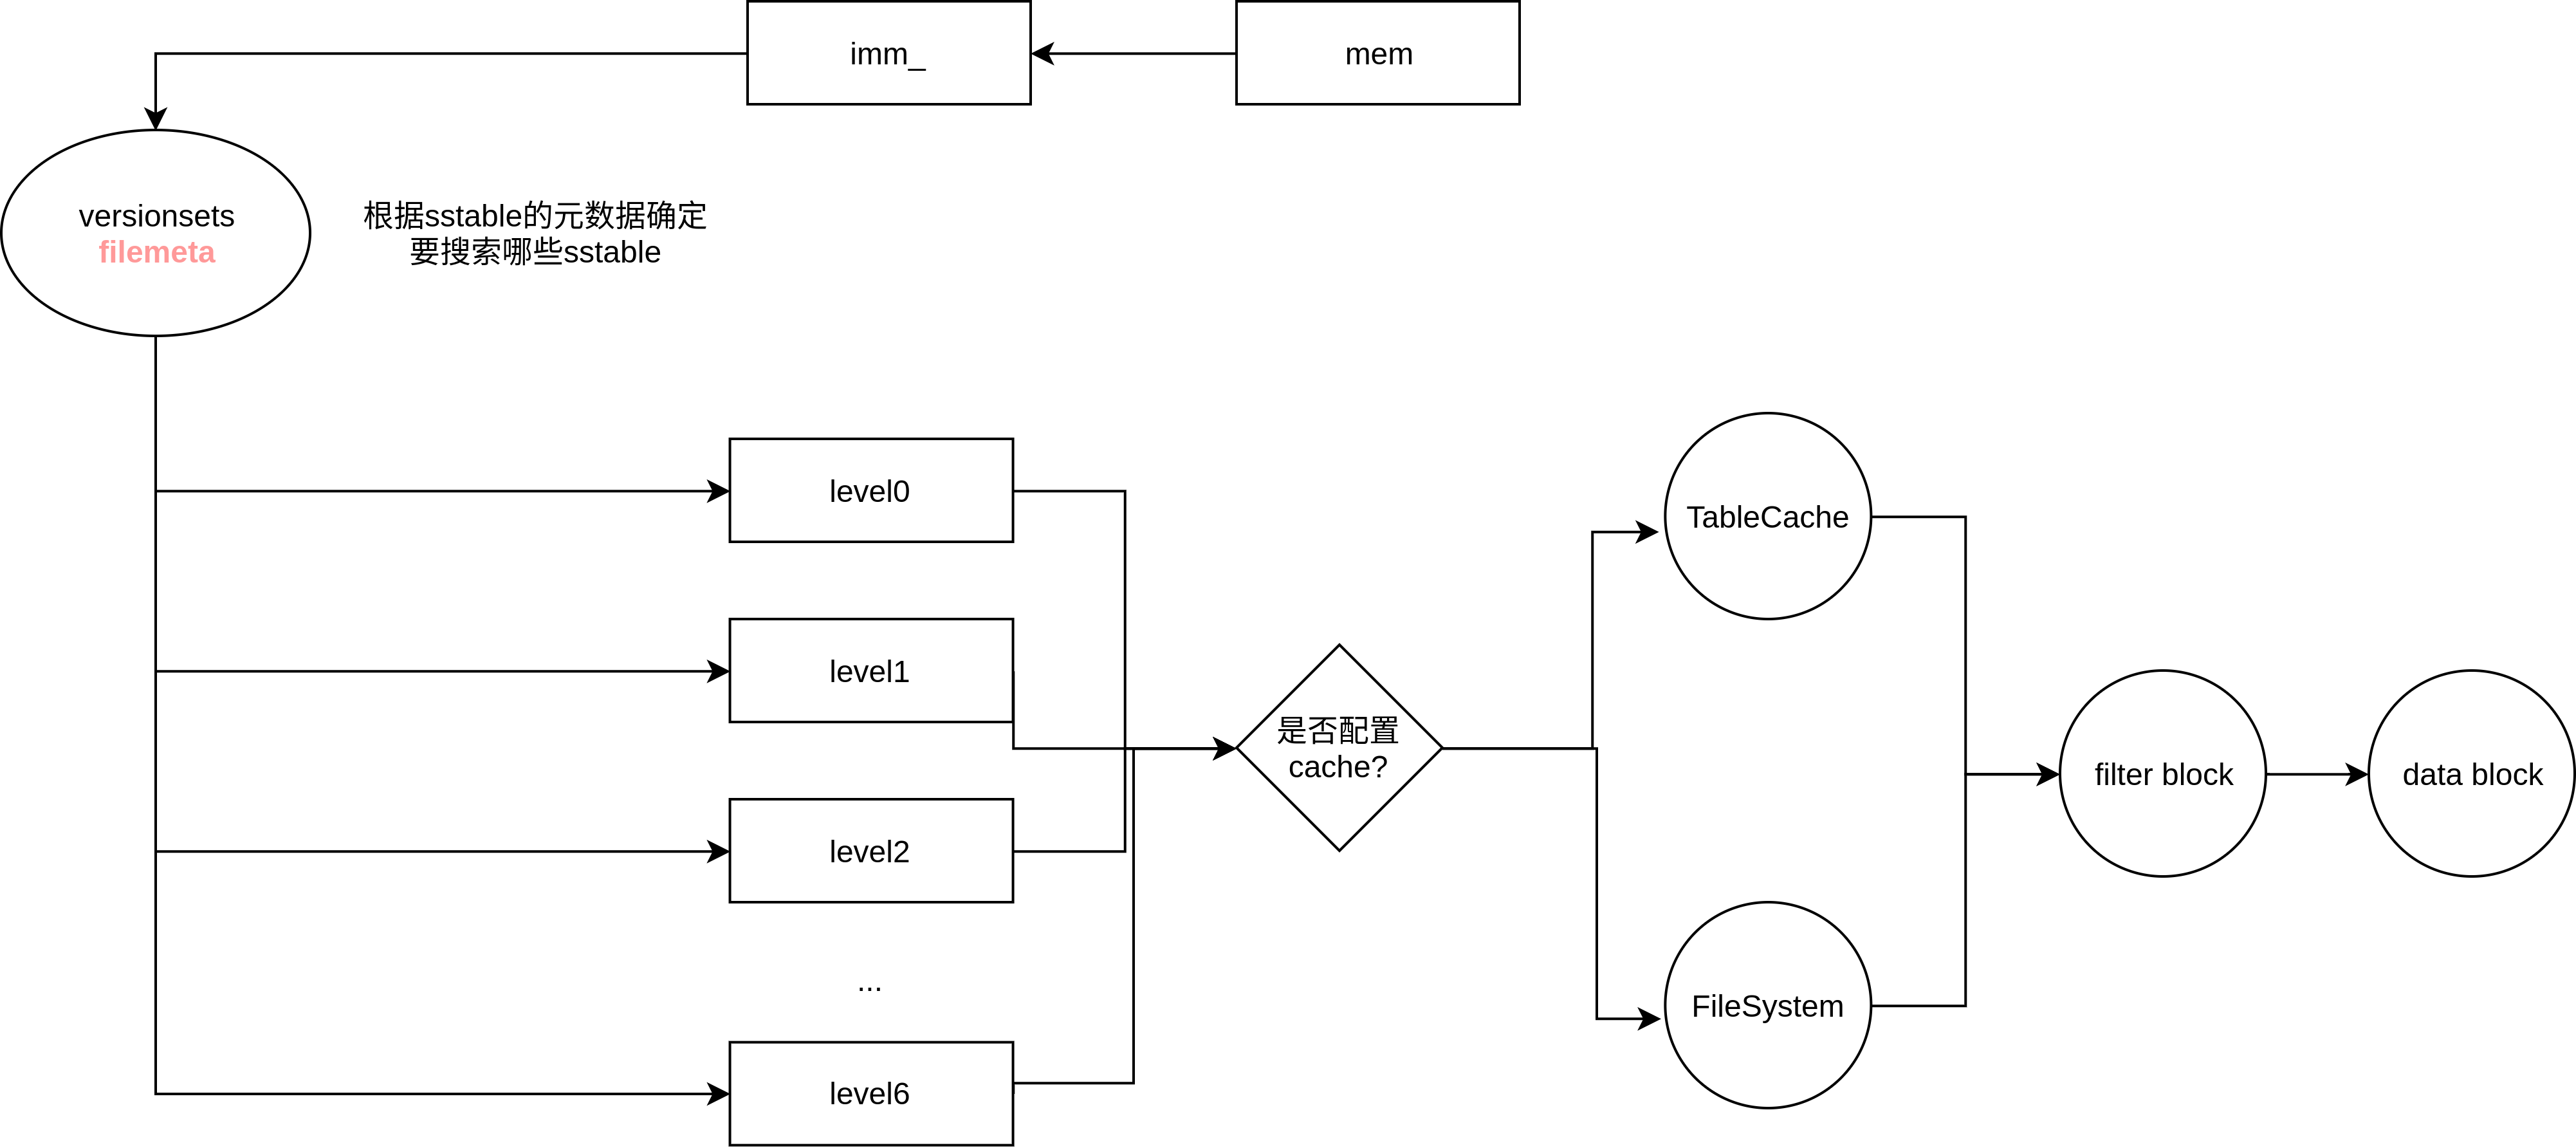 imm_
mem
versionsets
filemeta
根据sstable的元数据确定
要搜索哪些sstable
level0
level1
level2
...
level6
是否配置
cache?
TableCache
FileSystem
filter block
data block